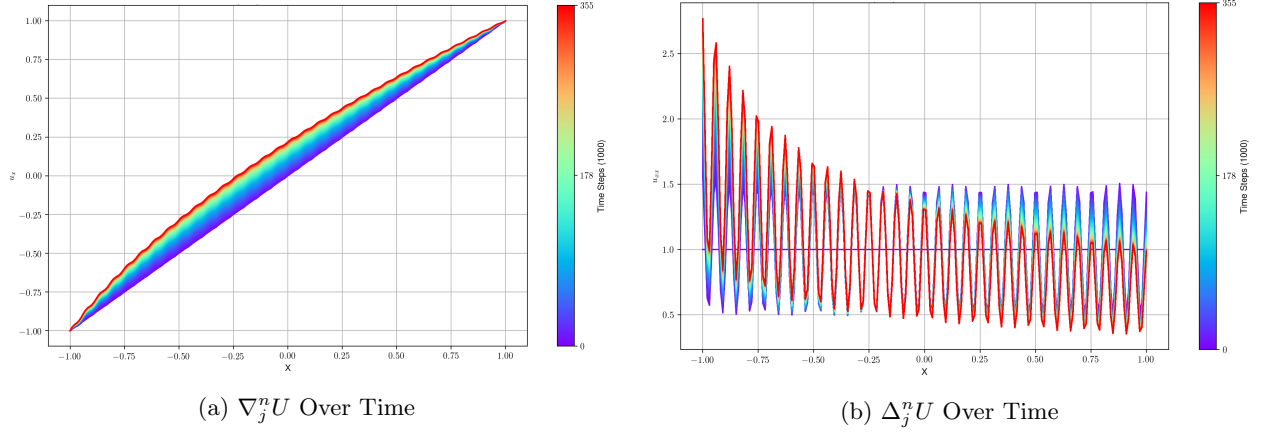 1.00
0.75
0.50
0.25
0.00
−0.25
−0.50
−0.75
−1.00
u_x
−1.00 −0.75 −0.50 −0.25 0.00 0.25 0.50 0.75 1.00
X
355
178
0
Time Steps (1000)
(a) ∇ⁿⱼU Over Time
2.5
2.0
1.5
1.0
0.5
u_{xx}
−1.00 −0.75 −0.50 −0.25 0.00 0.25 0.50 0.75 1.00
X
355
178
0
Time Steps (1000)
(b) ΔⁿⱼU Over Time